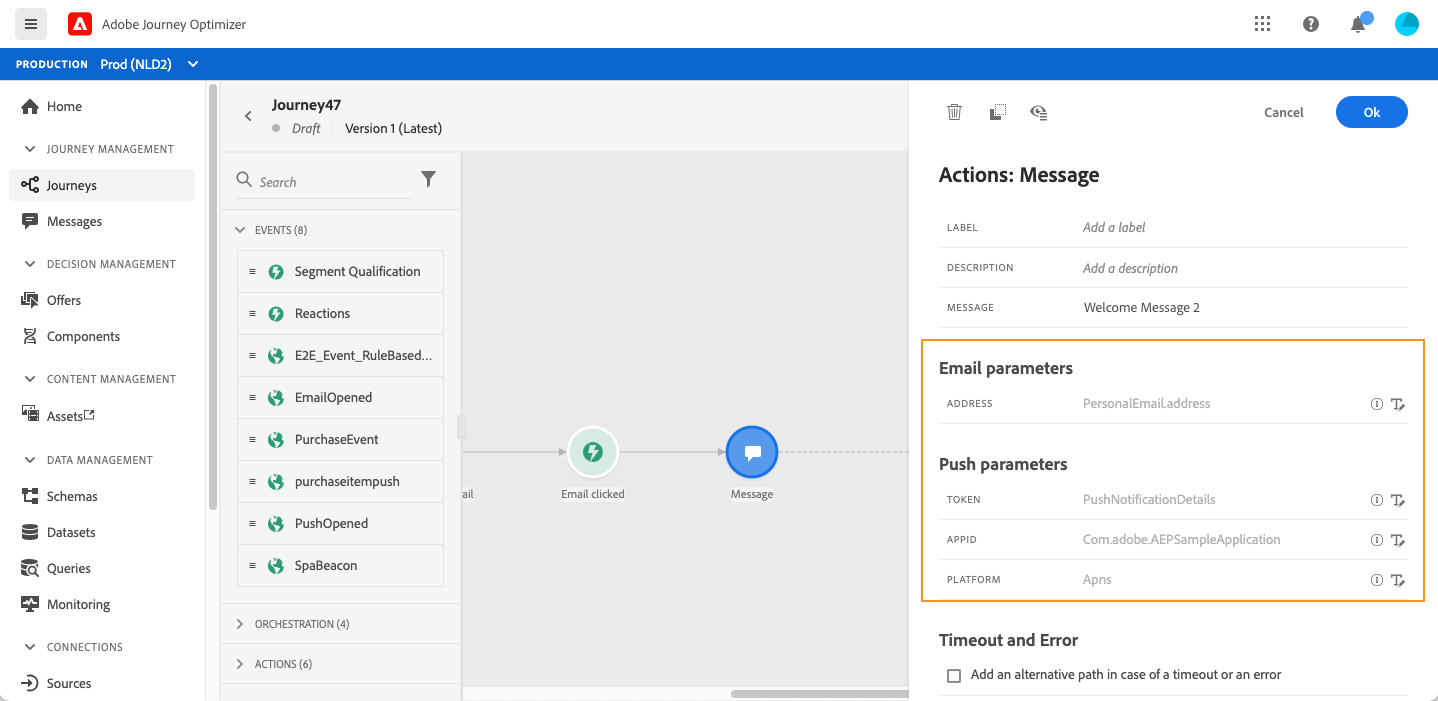 Adobe Journey Optimizer
PRODUCTION Prod (NLD2)
Home
JOURNEY MANAGEMENT
Journeys
Messages
DECISION MANAGEMENT
Offers
Components
CONTENT MANAGEMENT
Assets
DATA MANAGEMENT
Schemas
Datasets
Queries
Monitoring
CONNECTIONS
Sources
Journey47
Draft Version 1 (Latest)
Search
EVENTS (8)
Segment Qualification
Reactions
E2E_Event_RuleBased...
EmailOpened
PurchaseEvent
purchaseitempush
PushOpened
SpaBeacon
ORCHESTRATION (4)
ACTIONS (6)
ail
Email clicked
Message
Cancel
Ok
Actions: Message
LABEL Add a label
DESCRIPTION Add a description
MESSAGE Welcome Message 2
Email parameters
ADDRESS PersonalEmail.address
Push parameters
TOKEN PushNotificationDetails
APPID Com.adobe.AEPSampleApplication
PLATFORM Apns
Timeout and Error
Add an alternative path in case of a timeout or an error